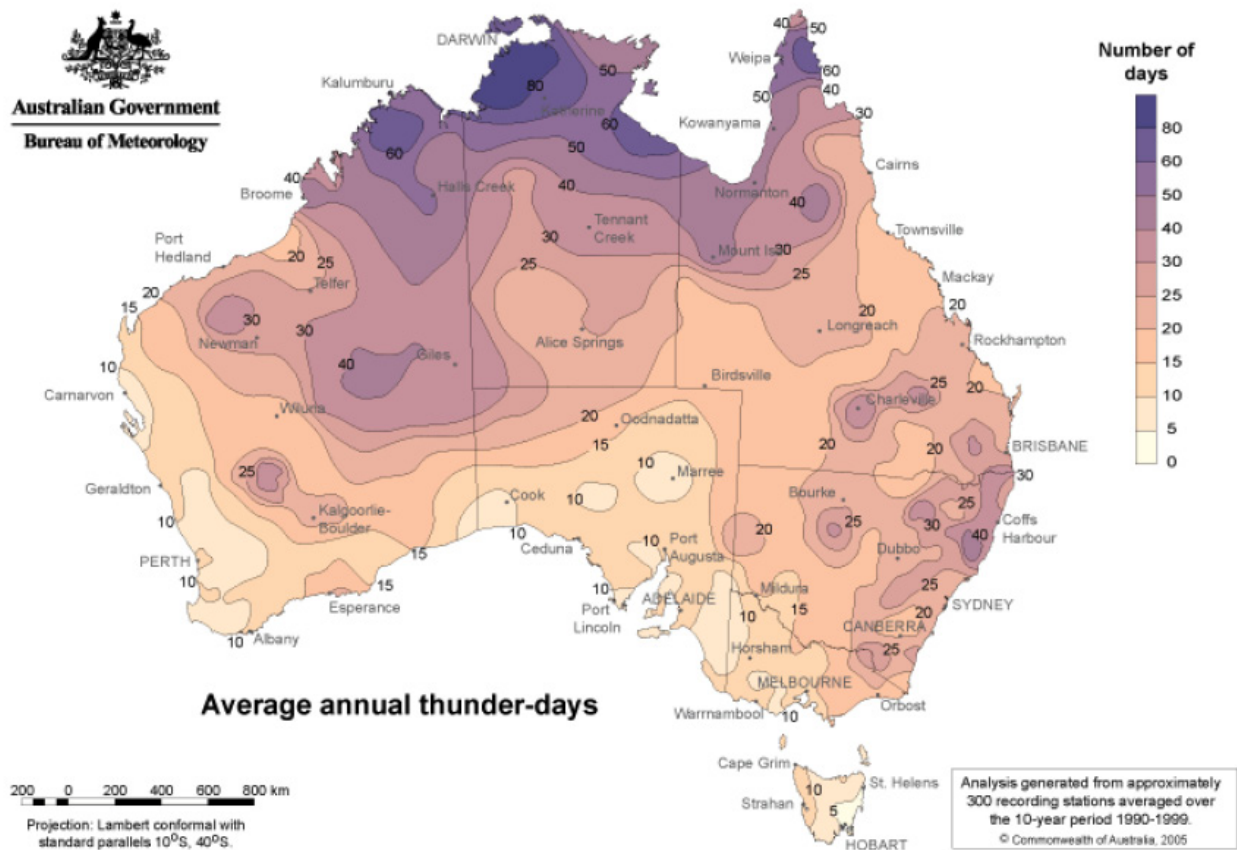 Australian Government
Bureau of Meteorology
Number of
days
80
60
50
40
30
25
20
15
10
5
0
DARWIN
Kalumburu
Katherine
Weipa
Kowanyama
Cairns
Broome
Halls Creek
Normanton
Port
Hedland
Tennant
Creek
Mount Isa
Townsville
Telfer
Mackay
Newman
Giles
Alice Springs
Longreach
Rockhampton
Carnarvon
Birdsville
Wiluna
Oodnadatta
Charleville
BRISBANE
Geraldton
Marree
Cook
Bourke
Kalgoorlie-
Boulder
Coffs
Harbour
PERTH
Ceduna
Port
Augusta
Dubbo
Esperance
Port
Lincoln
ADELAIDE
Mildura
SYDNEY
Albany
CANBERRA
Horsham
MELBOURNE
Warrnambool
Orbost
Cape Grim
St. Helens
Strahan
HOBART
40
50
80
50
60
60
50
40
60
40
30
50
60
40
40
30
25
30
20
25
20
15
30
30
40
25
20
10
20
15
25
20
20
20
25
10
10
30
25
30
40
25
20
10
10
10
10
15
15
10
10
10
15
25
20
25
10
10
5
Average annual thunder-days
200 0 200 400 600 800 km
Projection: Lambert conformal with
standard parallels 10°S, 40°S.
Analysis generated from approximately
300 recording stations averaged over
the 10-year period 1990-1999.
© Commonwealth of Australia, 2005